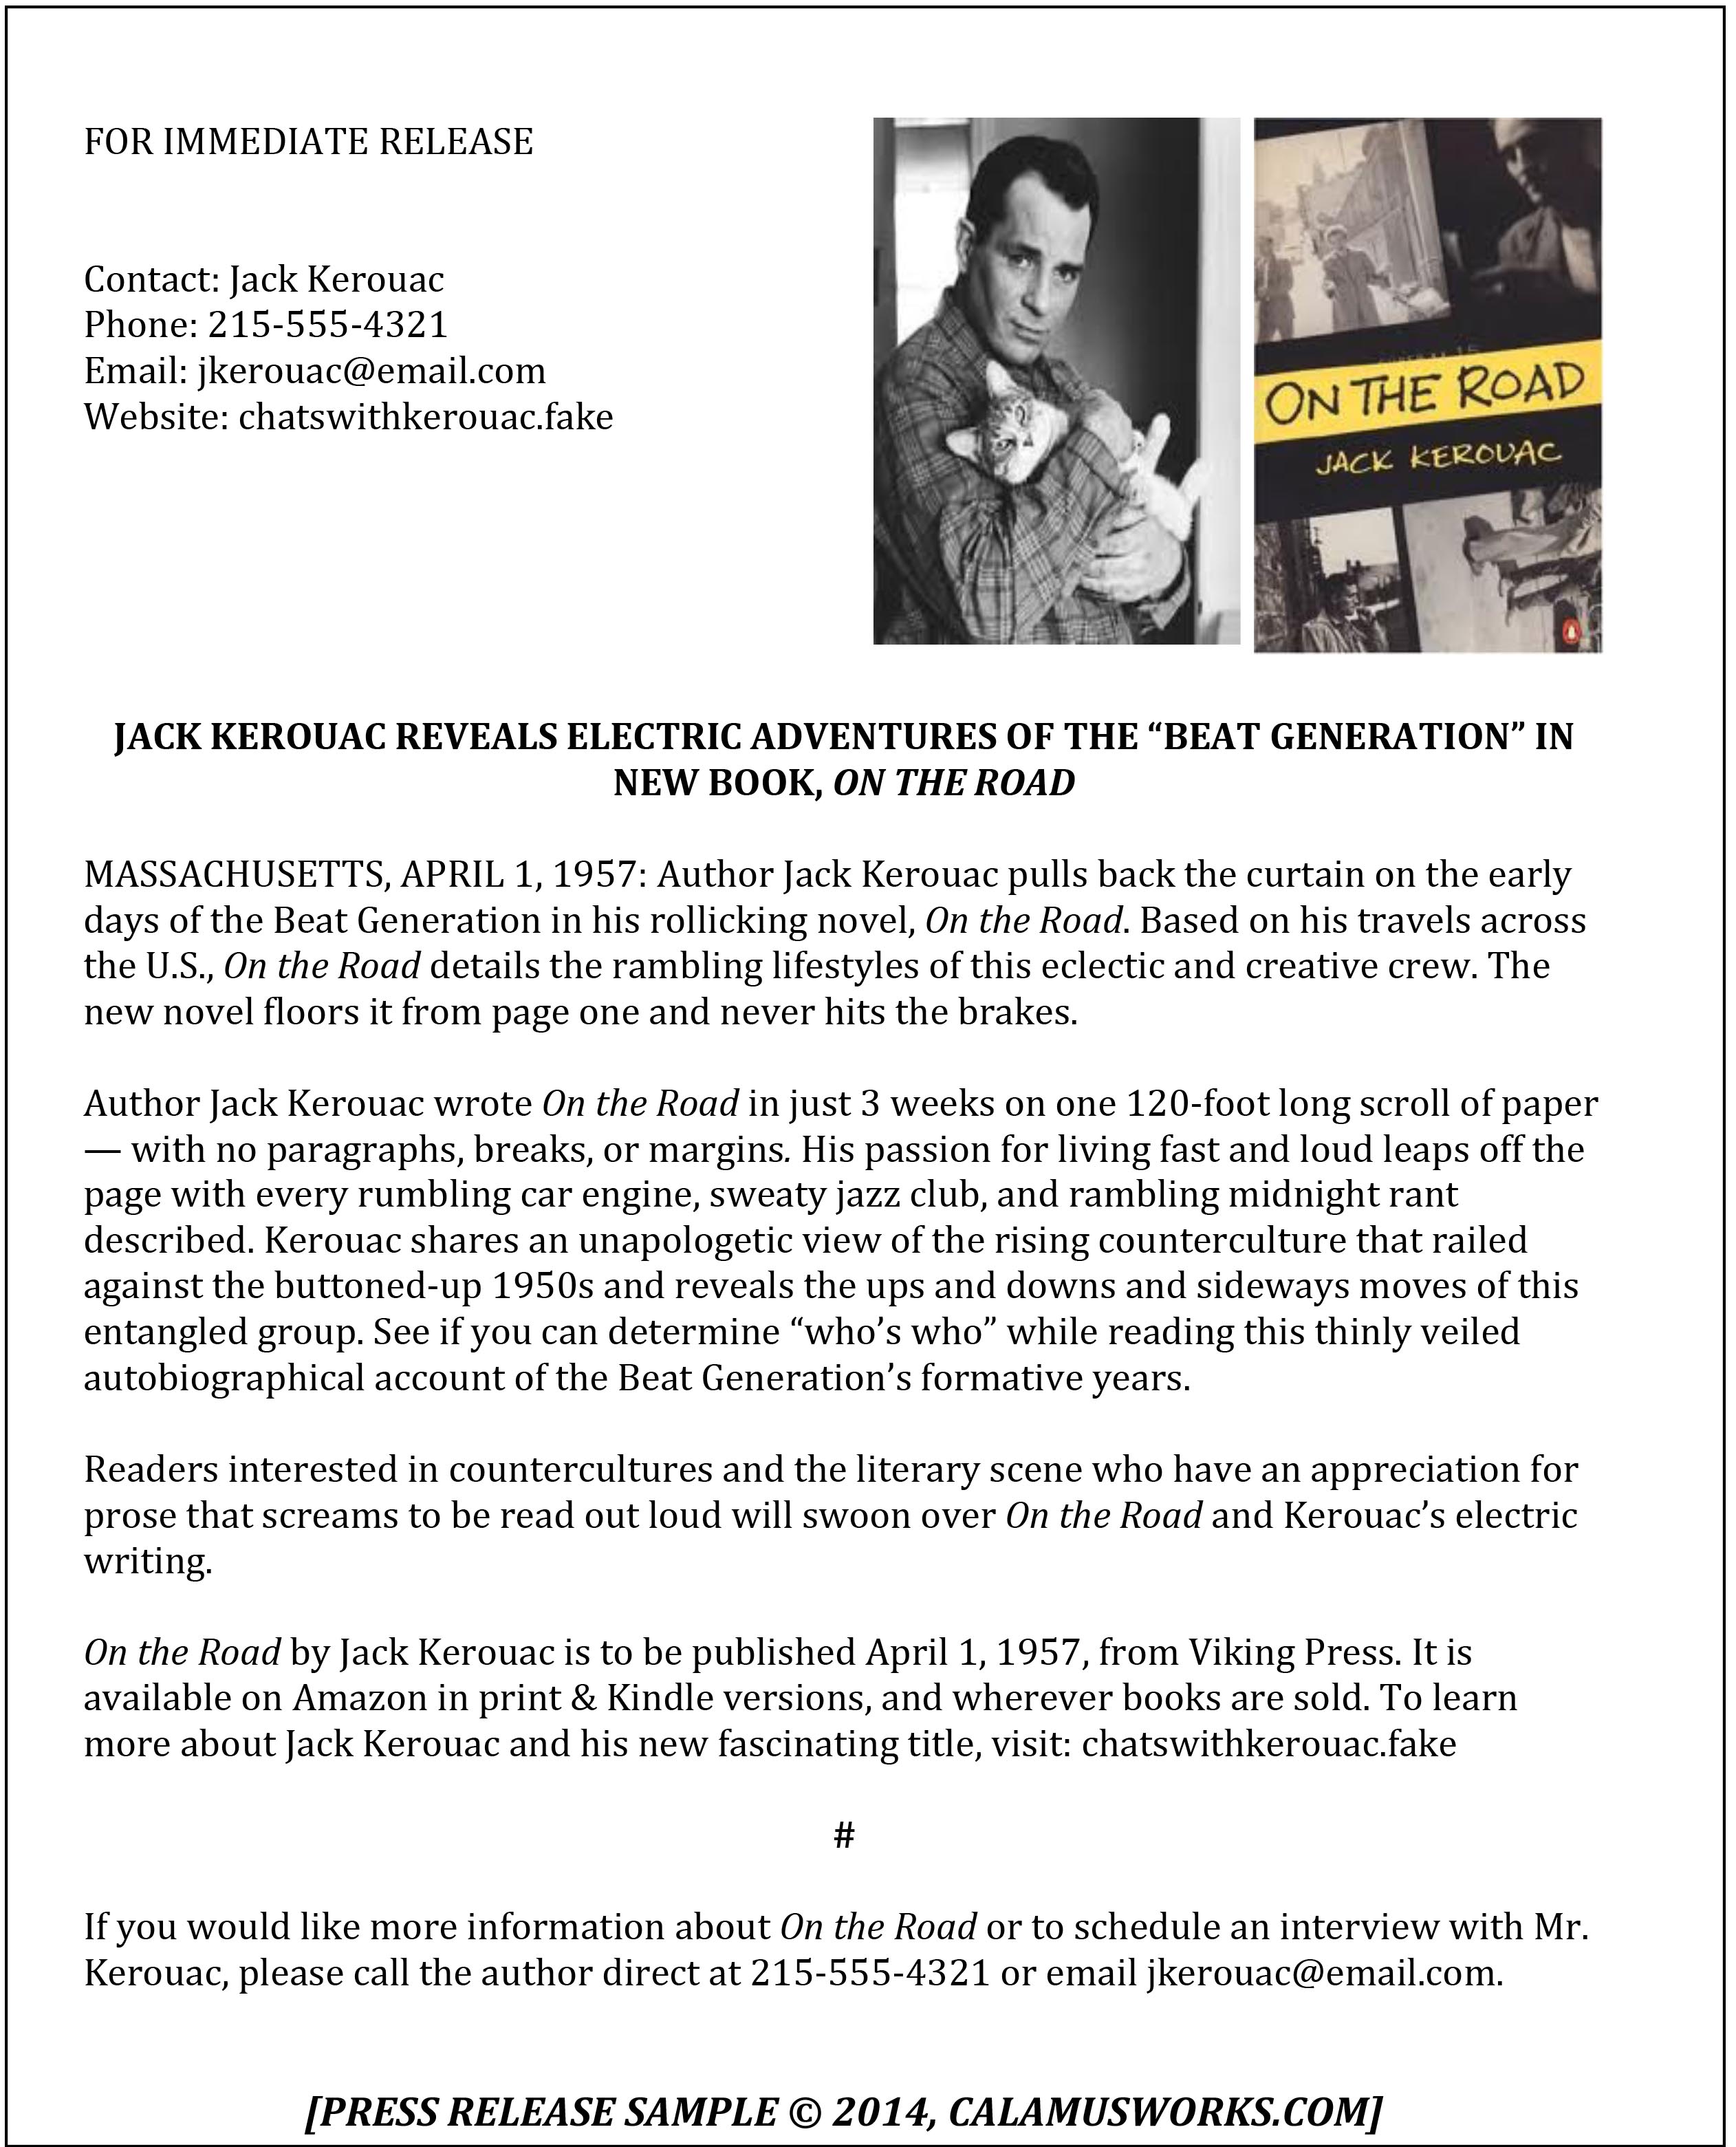 FOR IMMEDIATE RELEASE
Contact: Jack Kerouac
Phone: 215-555-4321
Email: jkerouac@email.com
Website: chatswithkerouac.fake
ON THE ROAD
JACK KEROUAC
JACK KEROUAC REVEALS ELECTRIC ADVENTURES OF THE “BEAT GENERATION” IN
NEW BOOK, ON THE ROAD
MASSACHUSETTS, APRIL 1, 1957: Author Jack Kerouac pulls back the curtain on the early
days of the Beat Generation in his rollicking novel, On the Road. Based on his travels across
the U.S., On the Road details the rambling lifestyles of this eclectic and creative crew. The
new novel floors it from page one and never hits the brakes.
Author Jack Kerouac wrote On the Road in just 3 weeks on one 120-foot long scroll of paper
— with no paragraphs, breaks, or margins. His passion for living fast and loud leaps off the
page with every rumbling car engine, sweaty jazz club, and rambling midnight rant
described. Kerouac shares an unapologetic view of the rising counterculture that railed
against the buttoned-up 1950s and reveals the ups and downs and sideways moves of this
entangled group. See if you can determine “who’s who” while reading this thinly veiled
autobiographical account of the Beat Generation’s formative years.
Readers interested in countercultures and the literary scene who have an appreciation for
prose that screams to be read out loud will swoon over On the Road and Kerouac’s electric
writing.
On the Road by Jack Kerouac is to be published April 1, 1957, from Viking Press. It is
available on Amazon in print & Kindle versions, and wherever books are sold. To learn
more about Jack Kerouac and his new fascinating title, visit: chatswithkerouac.fake
#
If you would like more information about On the Road or to schedule an interview with Mr.
Kerouac, please call the author direct at 215-555-4321 or email jkerouac@email.com.
[PRESS RELEASE SAMPLE © 2014, CALAMUSWORKS.COM]